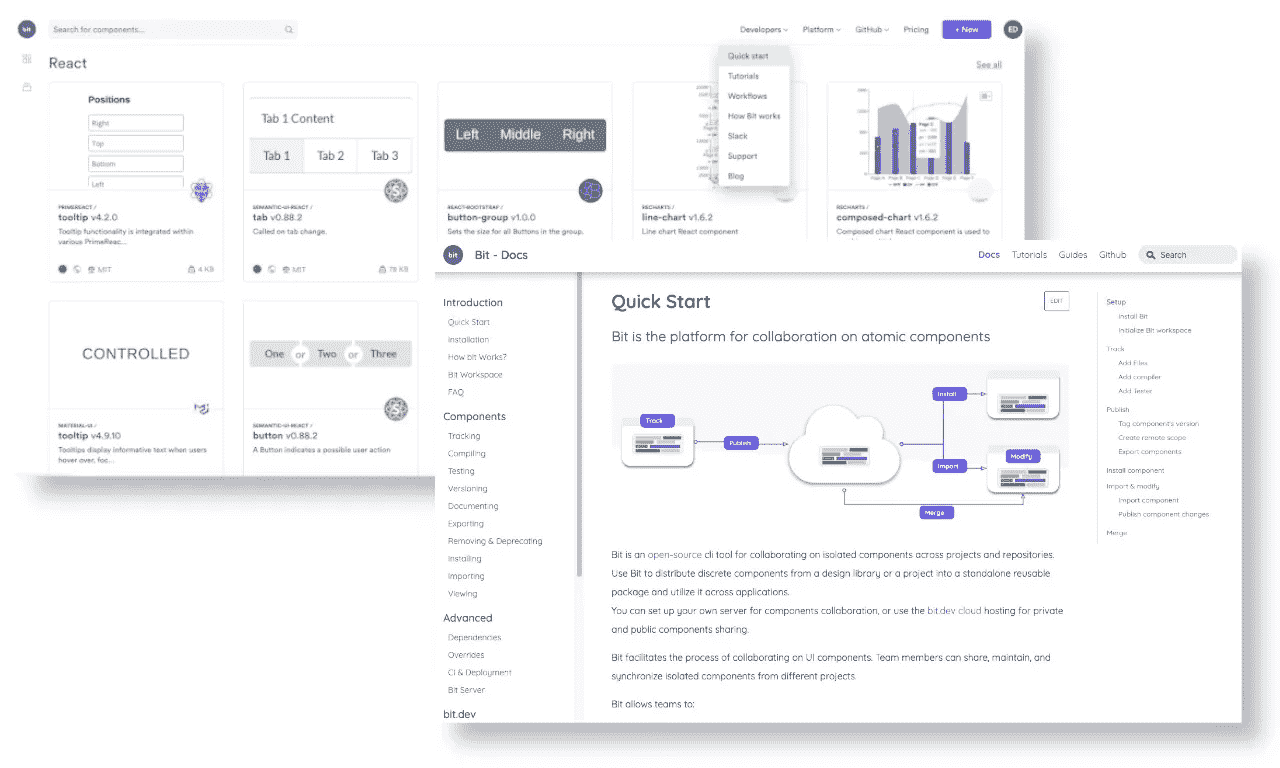 bit
Search for components...
Developers
Platform
GitHub
Pricing
+ New
ED
Quick start
Tutorials
Workflows
How Bit works
Slack
Support
Blog
React
See all
Positions
Right
Top
Bottom
Left
PRIMEREACT /
tooltip v4.2.0
Tooltip functionality is integrated within
various PrimeReac...
MIT
4 KB
Tab 1 Content
Tab 1 Tab 2 Tab 3
SEMANTIC-UI-REACT /
tab v0.88.2
Called on tab change.
MIT
78 KB
Left Middle Right
REACT-BOOTSTRAP /
button-group v1.0.0
Sets the size for all Buttons in the group.
RECHARTS /
line-chart v1.6.2
Line chart React component
Page A Page B Page C Page D Page E Page F
RECHARTS /
composed-chart v1.6.2
Composed chart React component is used to
CONTROLLED
MATERIAL-UI /
tooltip v4.9.10
Tooltips display informative text when users
hover over, foc...
One or Two or Three
SEMANTIC-UI-REACT /
button v0.88.2
A Button indicates a possible user action
bit
Bit - Docs
Docs
Tutorials
Guides
Github
Search
Introduction
Quick Start
Installation
How bit Works?
Bit Workspace
FAQ
Components
Tracking
Compiling
Testing
Versioning
Documenting
Exporting
Removing & Deprecating
Installing
Importing
Viewing
Advanced
Dependencies
Overrides
CI & Deployment
Bit Server
bit.dev
Quick Start
EDIT
Bit is the platform for collaboration on atomic components
Track
Publish
Install
Import
Modify
Merge
Bit is an open-source cli tool for collaborating on isolated components across projects and repositories.
Use Bit to distribute discrete components from a design library or a project into a standalone reusable
package and utilize it across applications.
You can set up your own server for components collaboration, or use the bit.dev cloud hosting for private
and public components sharing.
Bit facilitates the process of collaborating on UI components. Team members can share, maintain, and
synchronize isolated components from different projects.
Bit allows teams to:
Setup
Install Bit
Initialize Bit workspace
Track
Add Files
Add compiler
Add Tester
Publish
Tag component's version
Create remote scope
Export components
Install component
Import & modify
Import component
Publish component changes
Merge